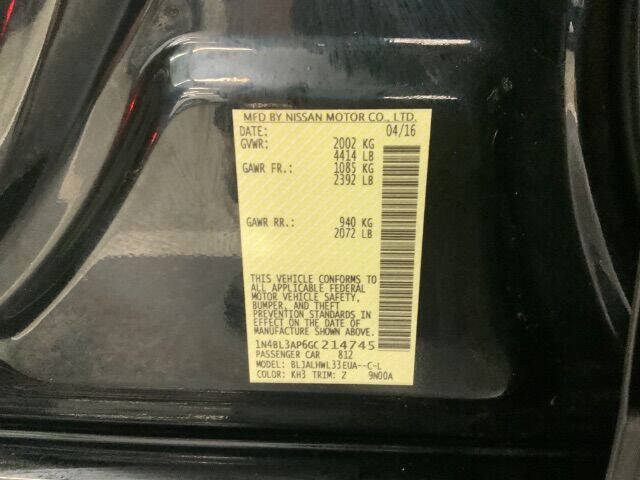 MFD BY NISSAN MOTOR CO., LTD.
DATE: 04/16
GVWR: 2002 KG
4414 LB
GAWR FR.: 1085 KG
2392 LB
GAWR RR.: 940 KG
2072 LB
THIS VEHICLE CONFORMS TO
ALL APPLICABLE FEDERAL
MOTOR VEHICLE SAFETY,
BUMPER, AND THEFT
PREVENTION STANDARDS
IN EFFECT ON THE DATE OF
MANUFACTURE SHOWN ABOVE.
1N4BL3AP6GC214745
PASSENGER CAR 812
MODEL: BLJALHWL33EUA--C-L
COLOR: KH3 TRIM: Z 9N00A